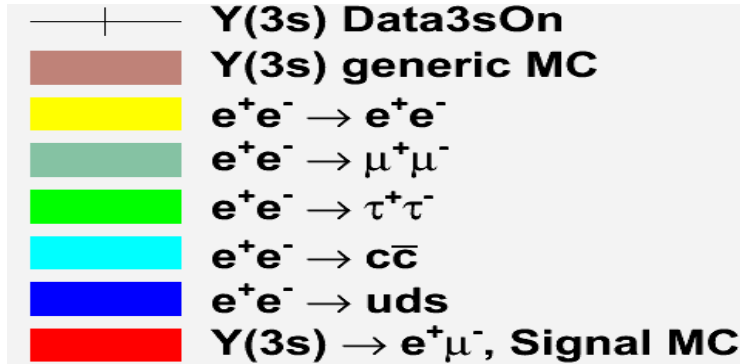 Y(3s) Data3sOn
Y(3s) generic MC
e⁺e⁻ → e⁺e⁻
e⁺e⁻ → μ⁺μ⁻
e⁺e⁻ → τ⁺τ⁻
e⁺e⁻ → cc̅
e⁺e⁻ → uds
Y(3s) → e⁺μ⁻, Signal MC